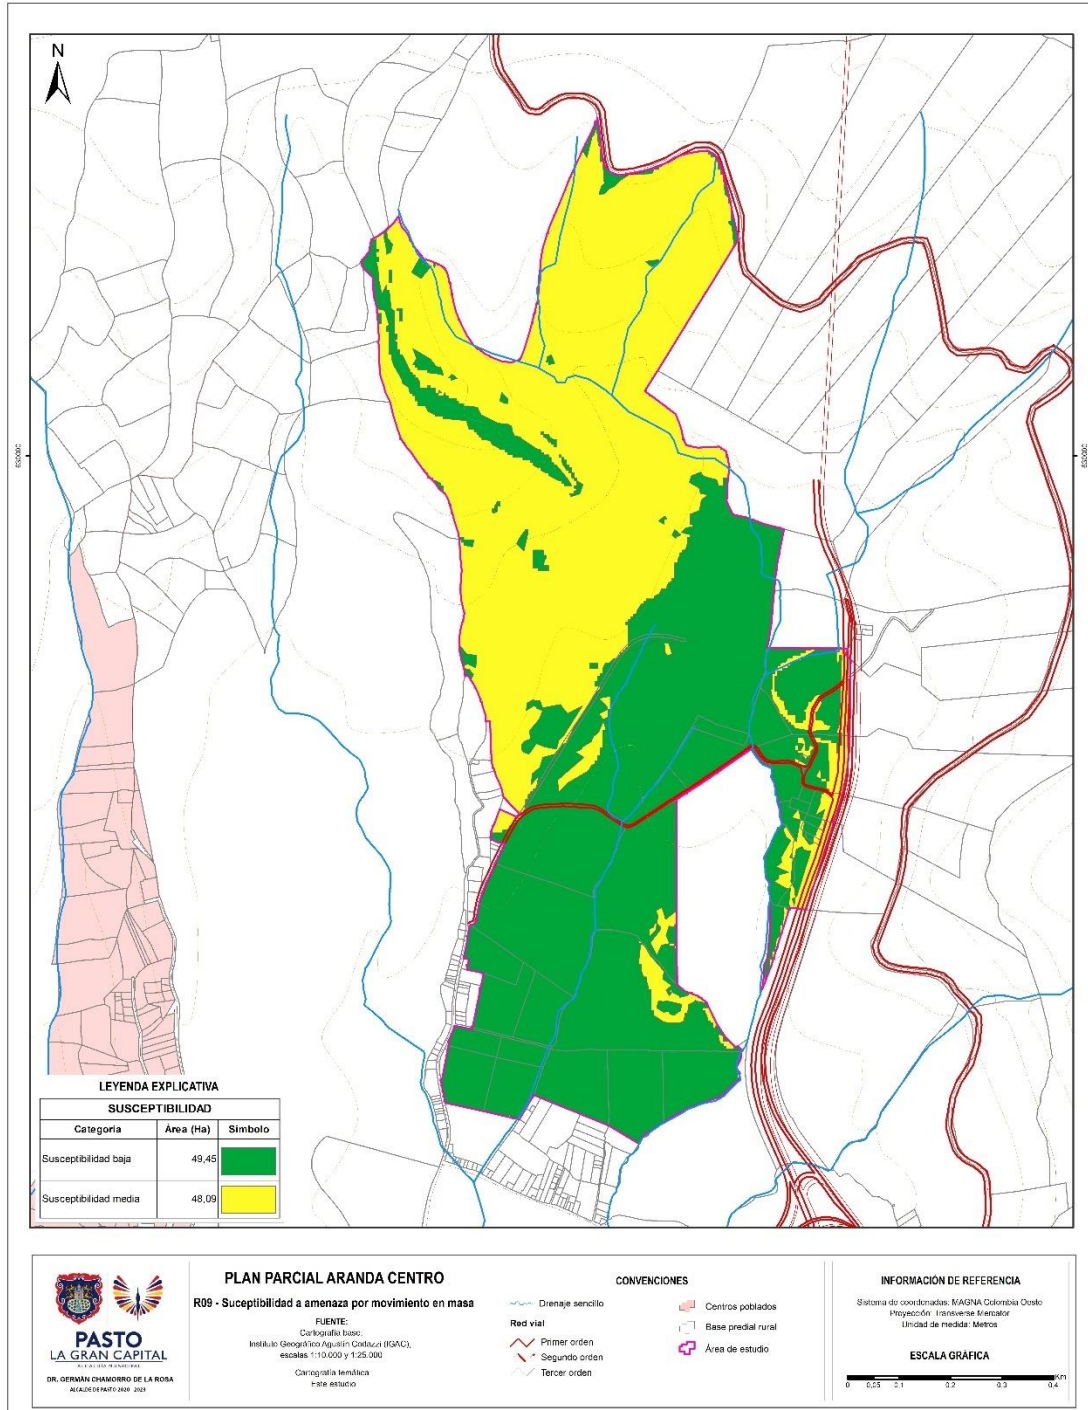 N
630000
630000
LEYENDA EXPLICATIVA
SUSCEPTIBILIDAD
Categoría Área (Ha) Símbolo
Susceptibilidad baja 49,45
Susceptibilidad media 48,09
PASTO
LA GRAN CAPITAL
ALCALDÍA MUNICIPAL
DR. GERMÁN CHAMORRO DE LA ROSA
ALCALDE DE PASTO 2020 - 2023
PLAN PARCIAL ARANDA CENTRO
R09 - Suceptibilidad a amenaza por movimiento en masa
FUENTE:
Cartografía base:
Instituto Geográfico Agustín Codazzi (IGAC),
escalas 1:10.000 y 1:25.000
Cartografía temática
Este estudio
CONVENCIONES
Drenaje sencillo
Red vial
Primer orden
Segundo orden
Tercer orden
Centros poblados
Base predial rural
Área de estudio
INFORMACIÓN DE REFERENCIA
Sistema de coordenadas: MAGNA Colombia Oeste
Proyección: Transverse Mercator
Unidad de medida: Metros
ESCALA GRÁFICA
0 0,05 0,1 0,2 0,3 0,4 Km